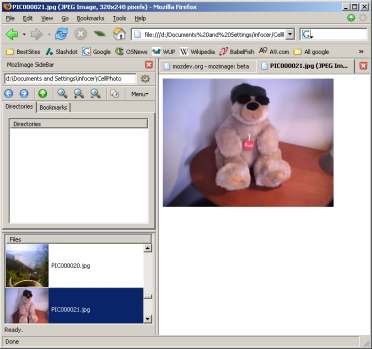 PIC000021.jpg (JPEG Image, 320x240 pixels) - Mozilla Firefox
File Edit View Go Bookmarks Tools Help
file:///d:/Documents%20and%20Settings/infocer/Cell
BestSites Slashdot Google OSNews WUP Wikipedia BabelFish A9.com All google »
MozImage SideBar
mozdev.org - mozimage: beta
PIC000021.jpg (JPEG Im...
d:\Documents and Settings\infocer\CellPhoto
Menu
Directories Bookmarks
Directories
Files
PIC000020.jpg
PIC000021.jpg
Ready.
Done